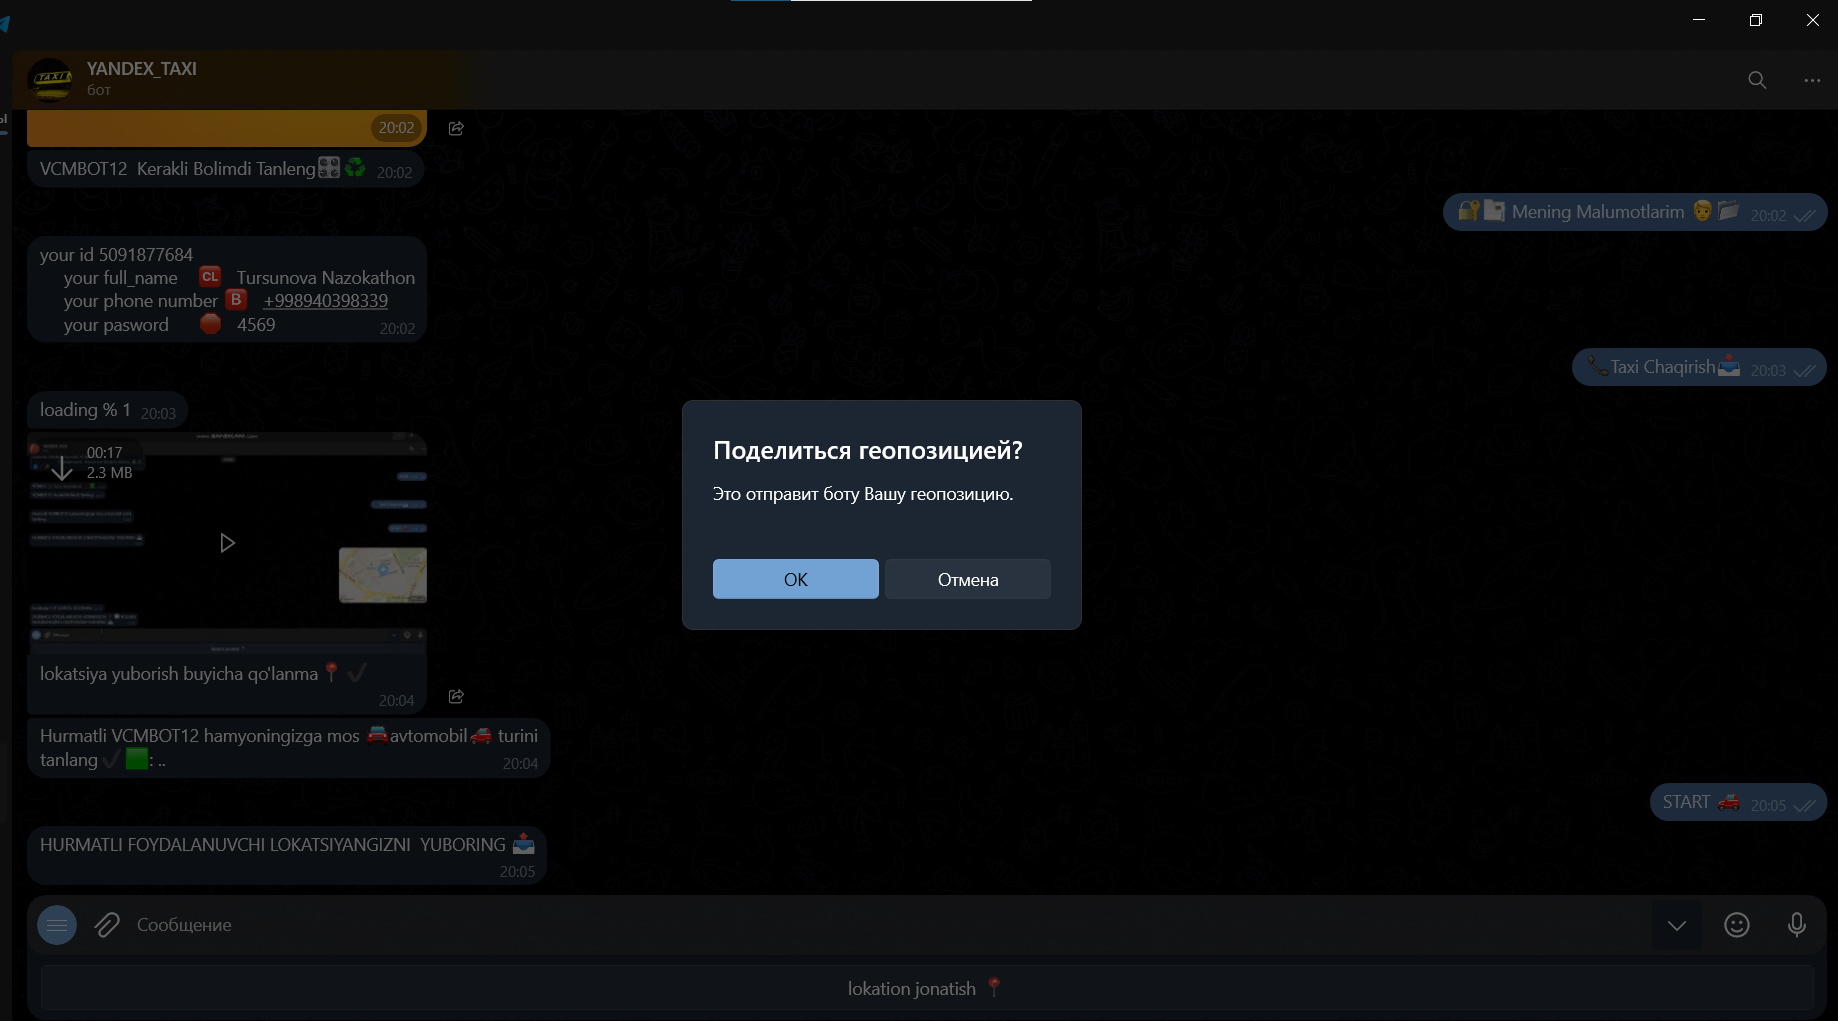 YANDEX_TAXI
бот
20:02
VCMBOT12 Kerakli Bolimdi Tanleng🎛️♻️ 20:02
🔐📑 Mening Malumotlarim 👨📂 20:02
your id 5091877684
your full_name 🆑 Tursunova Nazokathon
your phone number 🅱️ +998940398339
your pasword 🛑 4569 20:02
📞Taxi Chaqirish📤 20:03
loading % 1 20:03
00:17
2.3 MB
Поделиться геопозицией?
Это отправит боту Вашу геопозицию.
OK
Отмена
lokatsiya yuborish buyicha qo'lanma📍 ✔️
20:04
Hurmatli VCMBOT12 hamyoningizga mos 🚘avtomobil🚗 turini
tanlang✔️🟩: .. 20:04
START 🚗 20:05
HURMATLI FOYDALANUVCHI LOKATSIYANGIZNI YUBORING 📤
20:05
Сообщение
lokation jonatish 📍